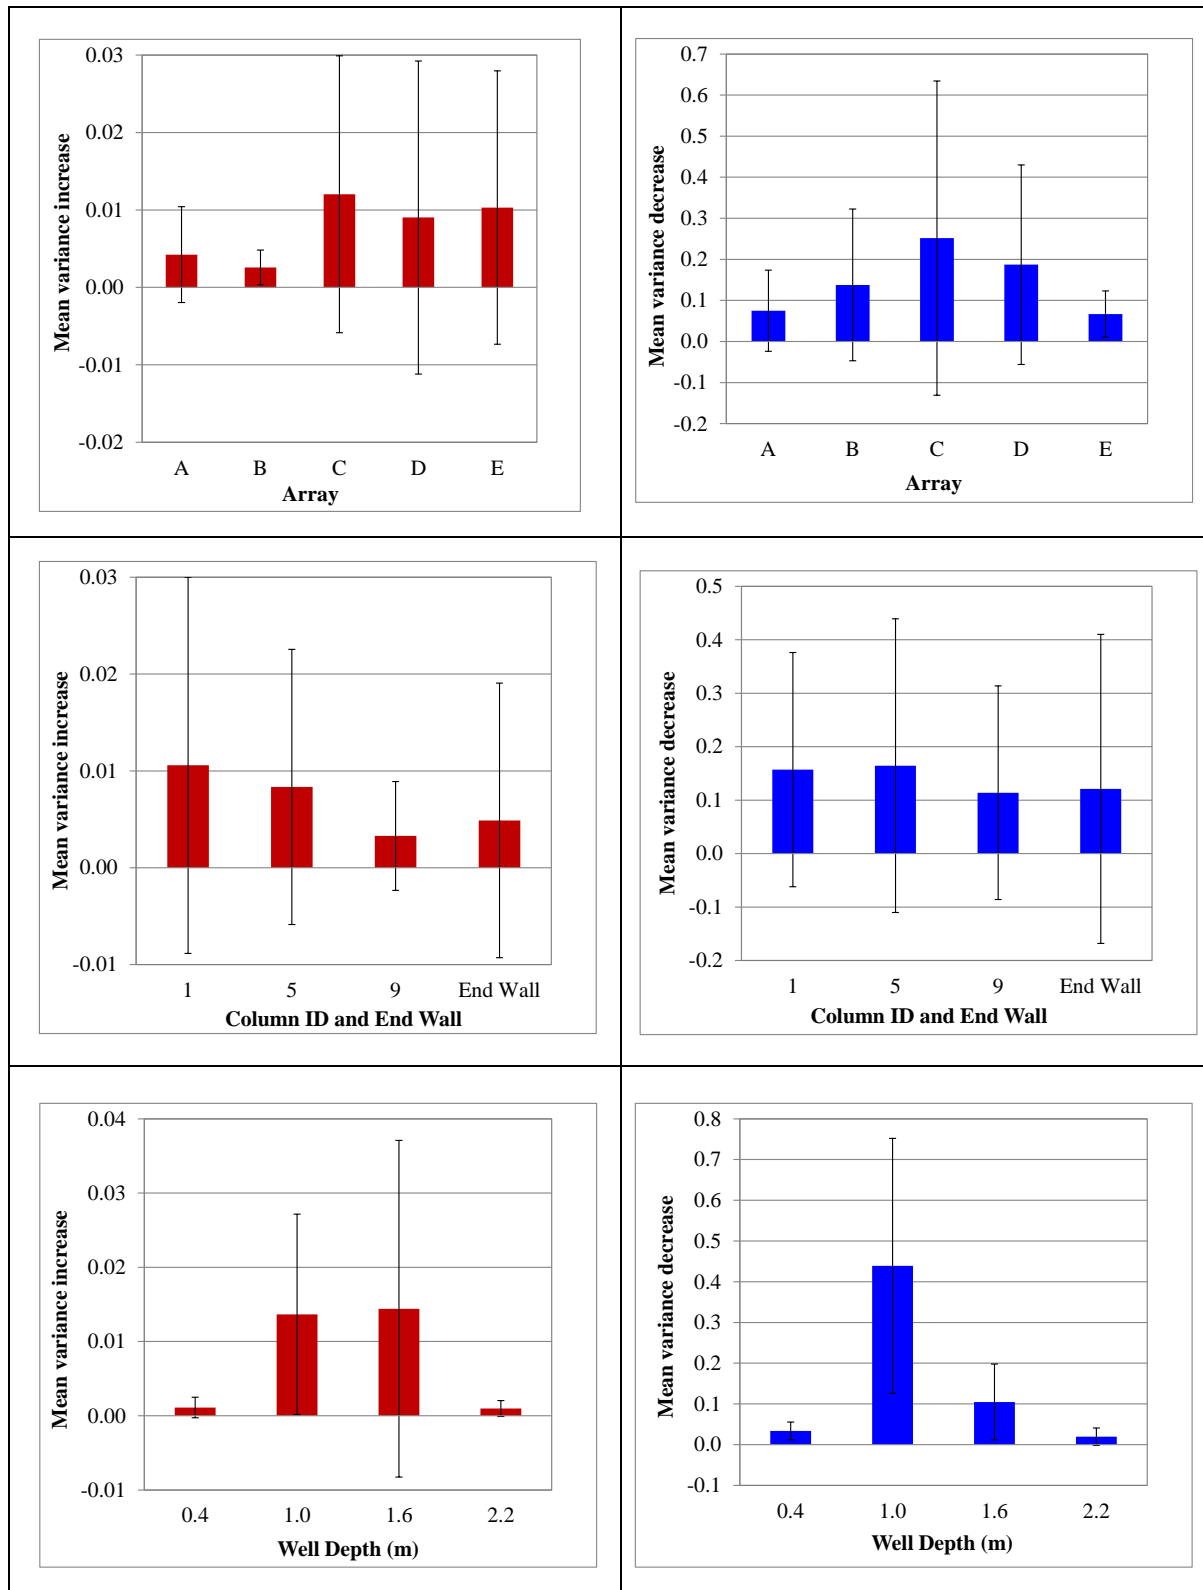 Mean variance increase
0.03
0.02
0.01
0.00
-0.01
-0.02
A B C D E
Array
Mean variance decrease
0.7
0.6
0.5
0.4
0.3
0.2
0.1
0.0
-0.1
-0.2
A B C D E
Array
Mean variance increase
0.03
0.02
0.01
0.00
-0.01
1 5 9 End Wall
Column ID and End Wall
Mean variance decrease
0.5
0.4
0.3
0.2
0.1
0.0
-0.1
-0.2
1 5 9 End Wall
Column ID and End Wall
Mean variance increase
0.04
0.03
0.02
0.01
0.00
-0.01
0.4 1.0 1.6 2.2
Well Depth (m)
Mean variance decrease
0.8
0.7
0.6
0.5
0.4
0.3
0.2
0.1
0.0
-0.1
0.4 1.0 1.6 2.2
Well Depth (m)